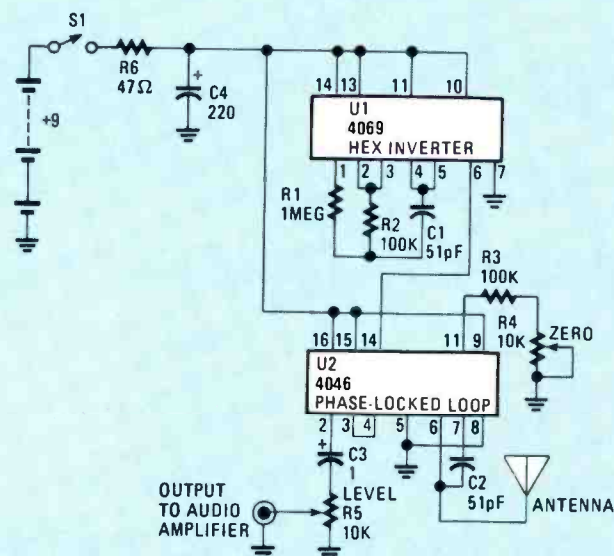 S1
R6
47Ω
+
C4
220
+9
14 13 11 10
U1
4069
HEX INVERTER
1 2 3 4 5 6 7
R1
1MEG
R2
100K
C1
51pF
R3
100K
R4
10K
ZERO
16 15 14 11 9
U2
4046
PHASE-LOCKED LOOP
2 3 4 5 6 7 8
+
C3
1
C2
51pF
ANTENNA
OUTPUT
TO AUDIO
AMPLIFIER
LEVEL
R5
10K